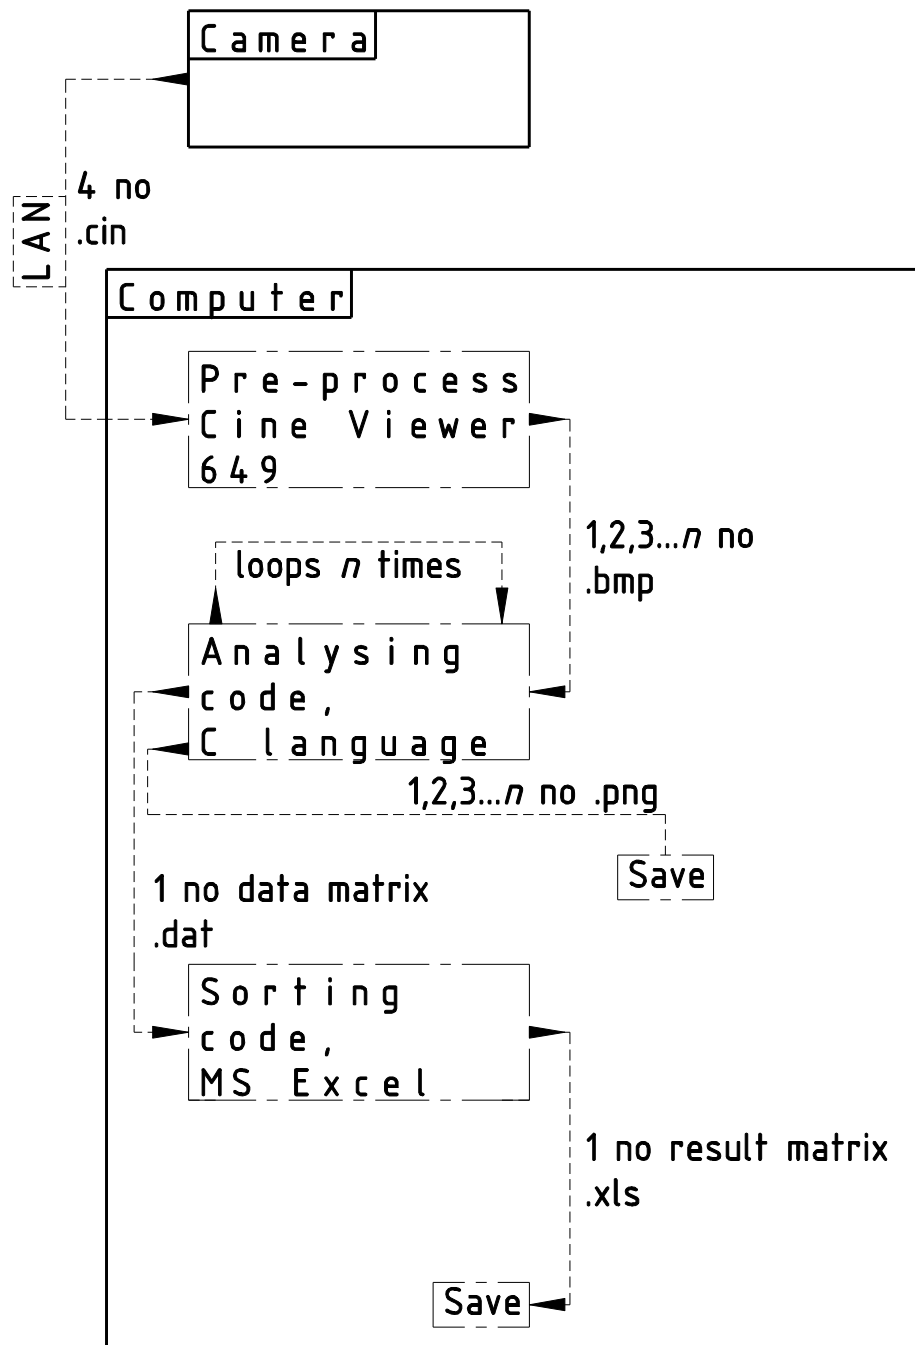 Camera
4 no
.cin
LAN
Computer
Pre-process
Cine Viewer
649
1,2,3...n no
.bmp
loops n times
Analysing
code,
C language
1,2,3...n no .png
Save
1 no data matrix
.dat
Sorting
code,
MS Excel
1 no result matrix
.xls
Save